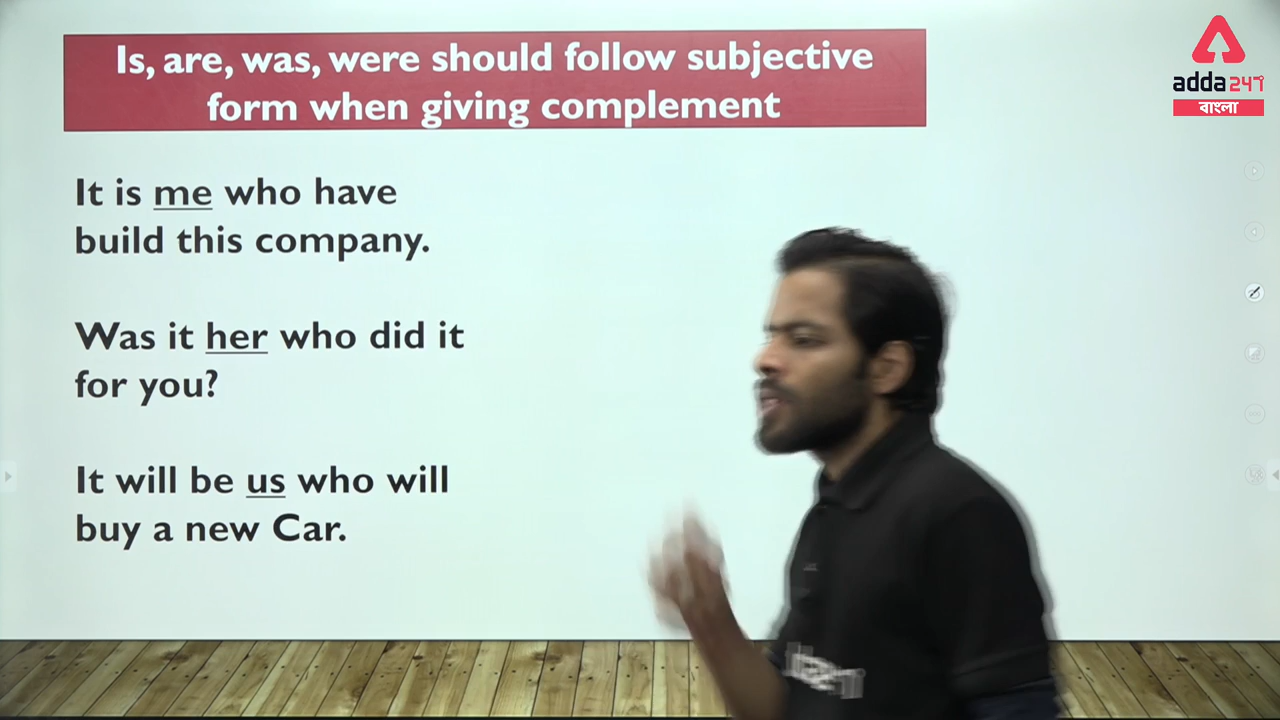 Is, are, was, were should follow subjective
form when giving complement
adda247
বাংলা
It is me who have
build this company.
Was it her who did it
for you?
It will be us who will
buy a new Car.